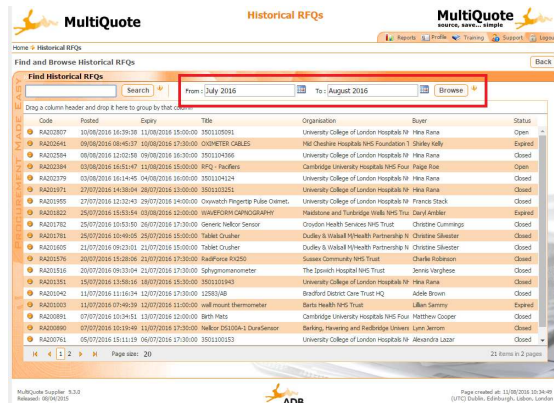 MultiQuote
Historical RFQs
MultiQuote
source, save... simple
Reports Profile Training Support Logout
Home Historical RFQs
Find and Browse Historical RFQs Back
Find Historical RFQs
Search From : July 2016 To : August 2016 Browse
Drag a column header and drop it here to group by that column
Code Posted Expiry Title Organisation Buyer Status
RA202807 10/08/2016 16:39:38 11/08/2016 15:00:00 3501105091 University College of London Hospitals NH Hina Rana Open
RA202641 09/08/2016 08:45:37 10/08/2016 17:30:00 OXIMETER CABLES Mid Cheshire Hospitals NHS Foundation T Shirley Kelly Expired
RA202584 08/08/2016 12:02:58 09/08/2016 16:30:00 3501104366 University College of London Hospitals NH Hina Rana Closed
RA202384 03/08/2016 16:51:47 11/08/2016 15:00:00 RFQ - Pacifiers Cambridge University Hospitals NHS Four Paige Roe Open
RA202379 03/08/2016 16:14:45 04/08/2016 16:00:00 3501104124 University College of London Hospitals NH Hina Rana Closed
RA201971 27/07/2016 14:38:04 28/07/2016 13:00:00 3501103251 University College of London Hospitals NH Hina Rana Closed
RA201955 27/07/2016 12:32:43 29/07/2016 14:00:00 Oxywatch Fingertip Pulse Oximet. University College of London Hospitals NH Francis Stack Closed
RA201822 25/07/2016 15:53:54 03/08/2016 12:00:00 WAVEFORM CAPNOGRAPHY Maidstone and Tunbridge Wells NHS Trus Daryl Ambler Expired
RA201782 25/07/2016 10:53:50 26/07/2016 17:30:00 Generic Nellcor Sensor Croydon Health Services NHS Trust Christine Cummings Closed
RA201781 25/07/2016 10:49:05 25/07/2016 15:00:00 Tablet Crusher Dudley & Walsall M/Health Partnership N Christine Silvester Closed
RA201605 21/07/2016 09:23:01 21/07/2016 15:00:00 Tablet Crusher Dudley & Walsall M/Health Partnership N Christine Silvester Closed
RA201576 20/07/2016 15:28:06 21/07/2016 17:30:00 RadiForce RX250 Sussex Community NHS Trust Charlie Robinson Closed
RA201516 20/07/2016 09:33:04 21/07/2016 17:30:00 Sphygmomanometer The Ipswich Hospital NHS Trust Jennis Varghese Closed
RA201351 15/07/2016 13:58:16 18/07/2016 15:30:00 3501101943 University College of London Hospitals NH Hina Rana Closed
RA201042 11/07/2016 11:16:34 12/07/2016 17:30:00 12583/AB Bradford District Care Trust HQ Adele Brown Closed
RA201003 11/07/2016 07:49:39 12/07/2016 11:00:00 wall mount thermometer Barts Health NHS Trust Lillian Sammy Expired
RA200891 07/07/2016 10:34:51 13/07/2016 12:00:00 Birth Mats Cambridge University Hospitals NHS Four Matthew Cooper Closed
RA200890 07/07/2016 10:19:49 11/07/2016 17:30:00 Nellcor DS100A-1 DuraSensor Barking, Havering and Redbridge Univers Lynn Jerrom Closed
RA200761 05/07/2016 15:11:19 06/07/2016 17:30:00 3501100153 University College of London Hospitals NH Alexandra Lazar Closed
1 2 Page size: 20 21 items in 2 pages
PROCUREMENT MADE EASY
MultiQuote Supplier 9.3.0
Released: 08/04/2015
ADB
Page created at: 11/08/2016 10:34:49
(UTC) Dublin, Edinburgh, Lisbon, London